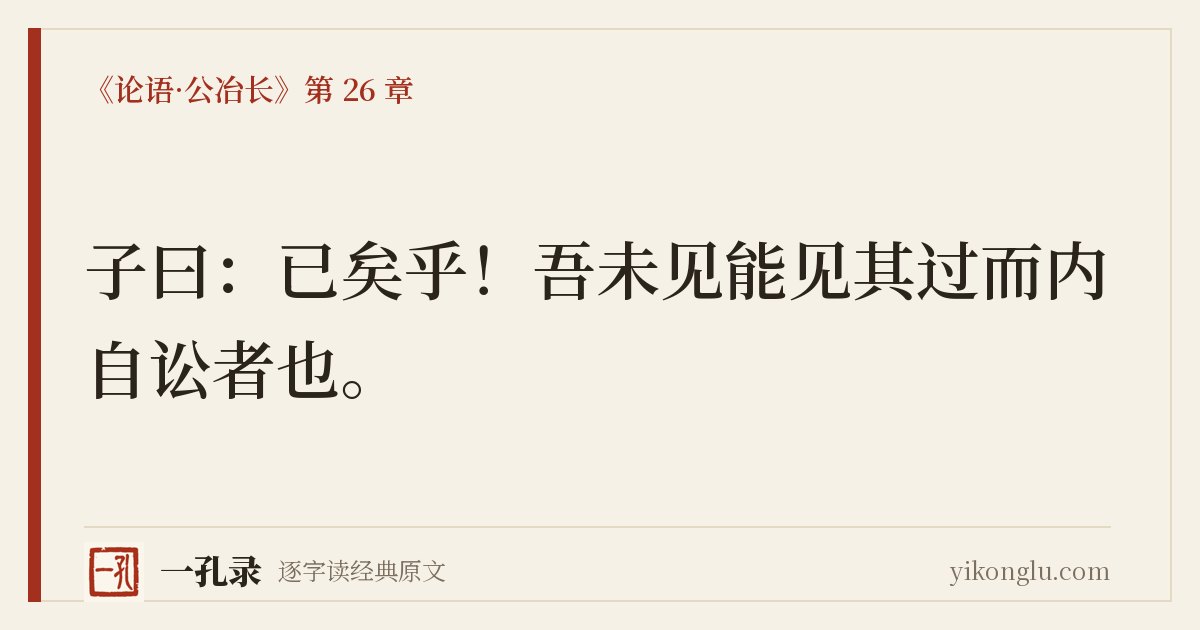 《论语·公冶长》第 26 章
子曰：已矣乎！吾未见能见其过而内
自讼者也。
一孔
一孔录 逐字读经典原文
yikonglu.com